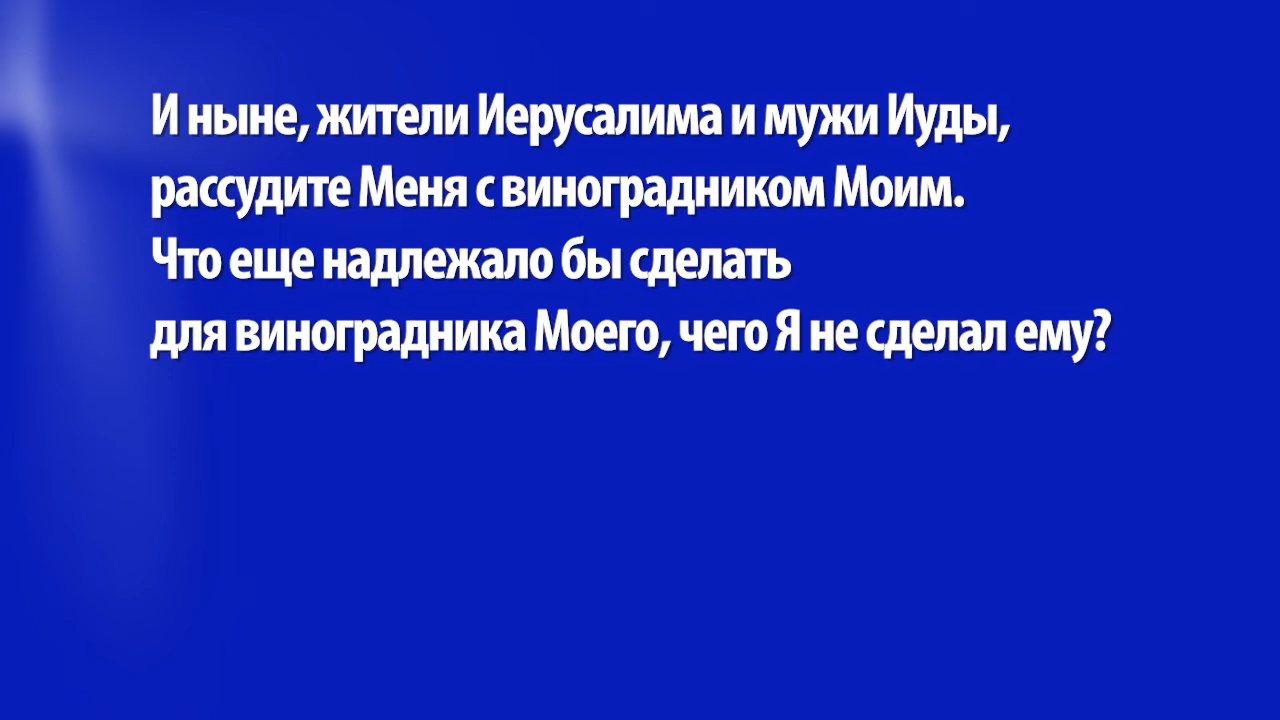 И ныне, жители Иерусалима и мужи Иуды,
рассудите Меня с виноградником Моим.
Что еще надлежало бы сделать
для виноградника Моего, чего Я не сделал ему?